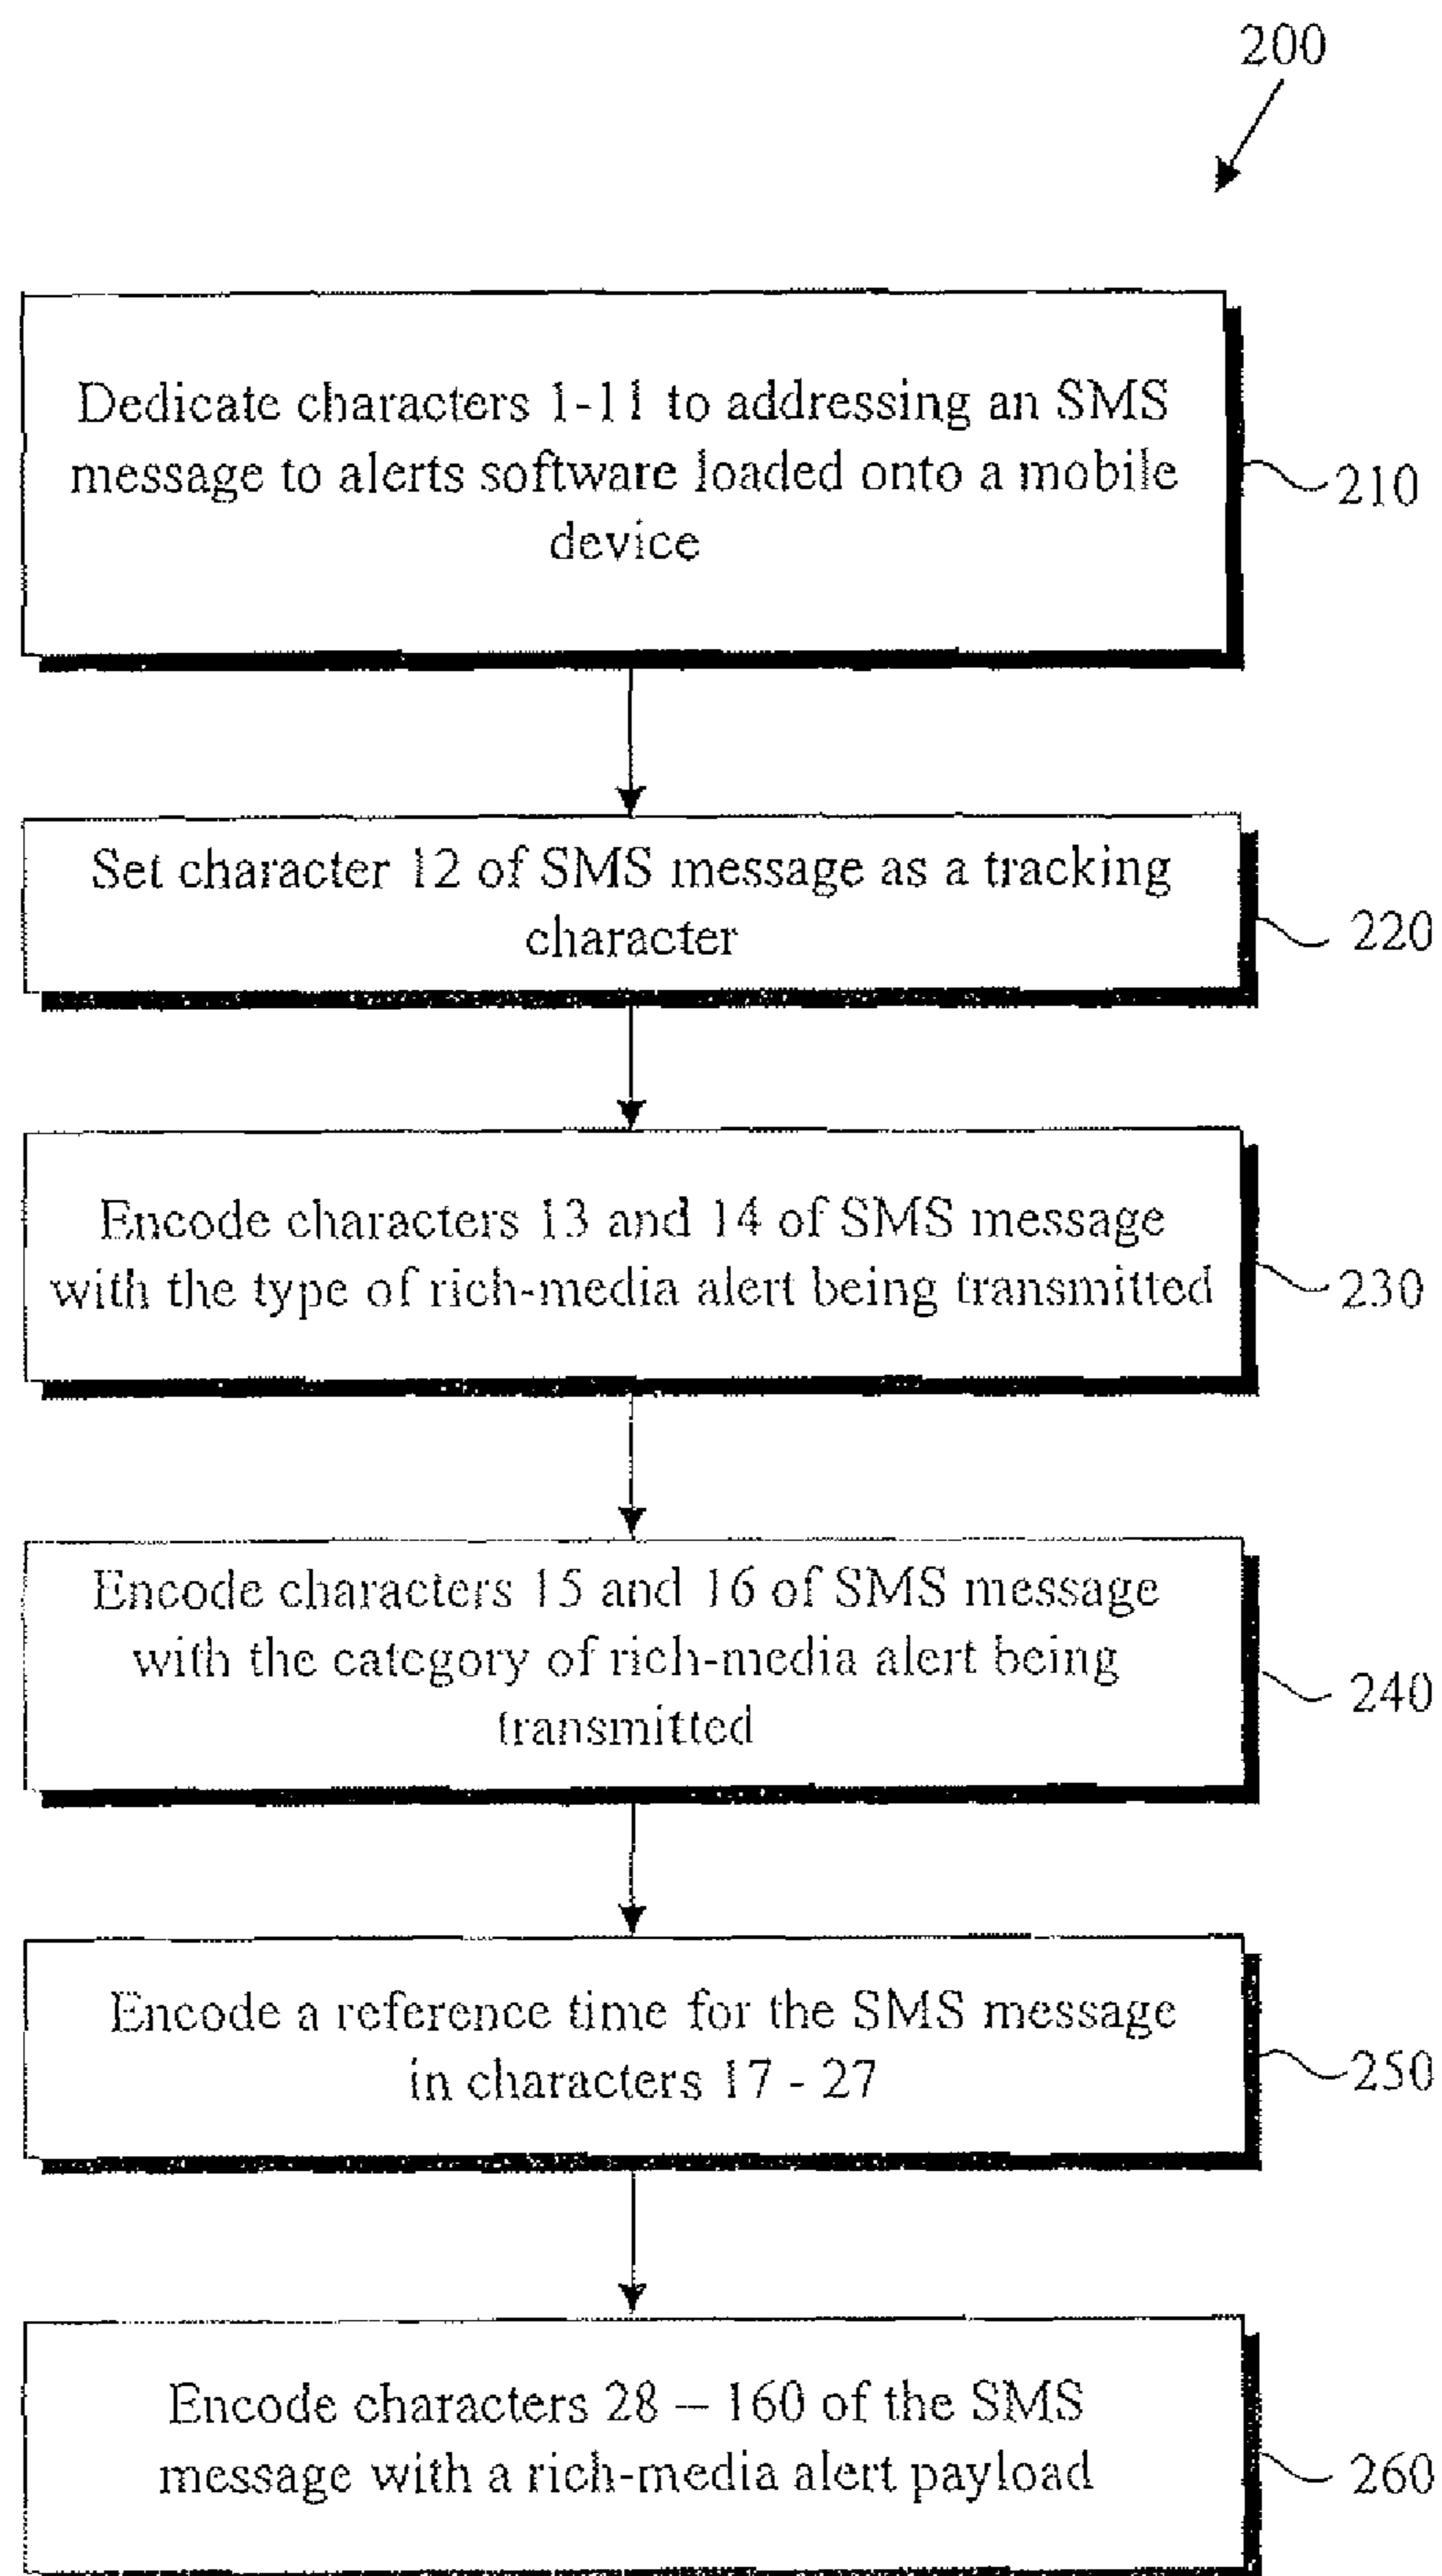 200
Dedicate characters 1-11 to addressing an SMS
message to alerts software loaded onto a mobile
device
210
Set character 12 of SMS message as a tracking
character
220
Encode characters 13 and 14 of SMS message
with the type of rich-media alert being transmitted
230
Encode characters 15 and 16 of SMS message
with the category of rich-media alert being
transmitted
240
Encode a reference time for the SMS message
in characters 17 - 27
250
Encode characters 28 – 160 of the SMS
message with a rich-media alert payload
260